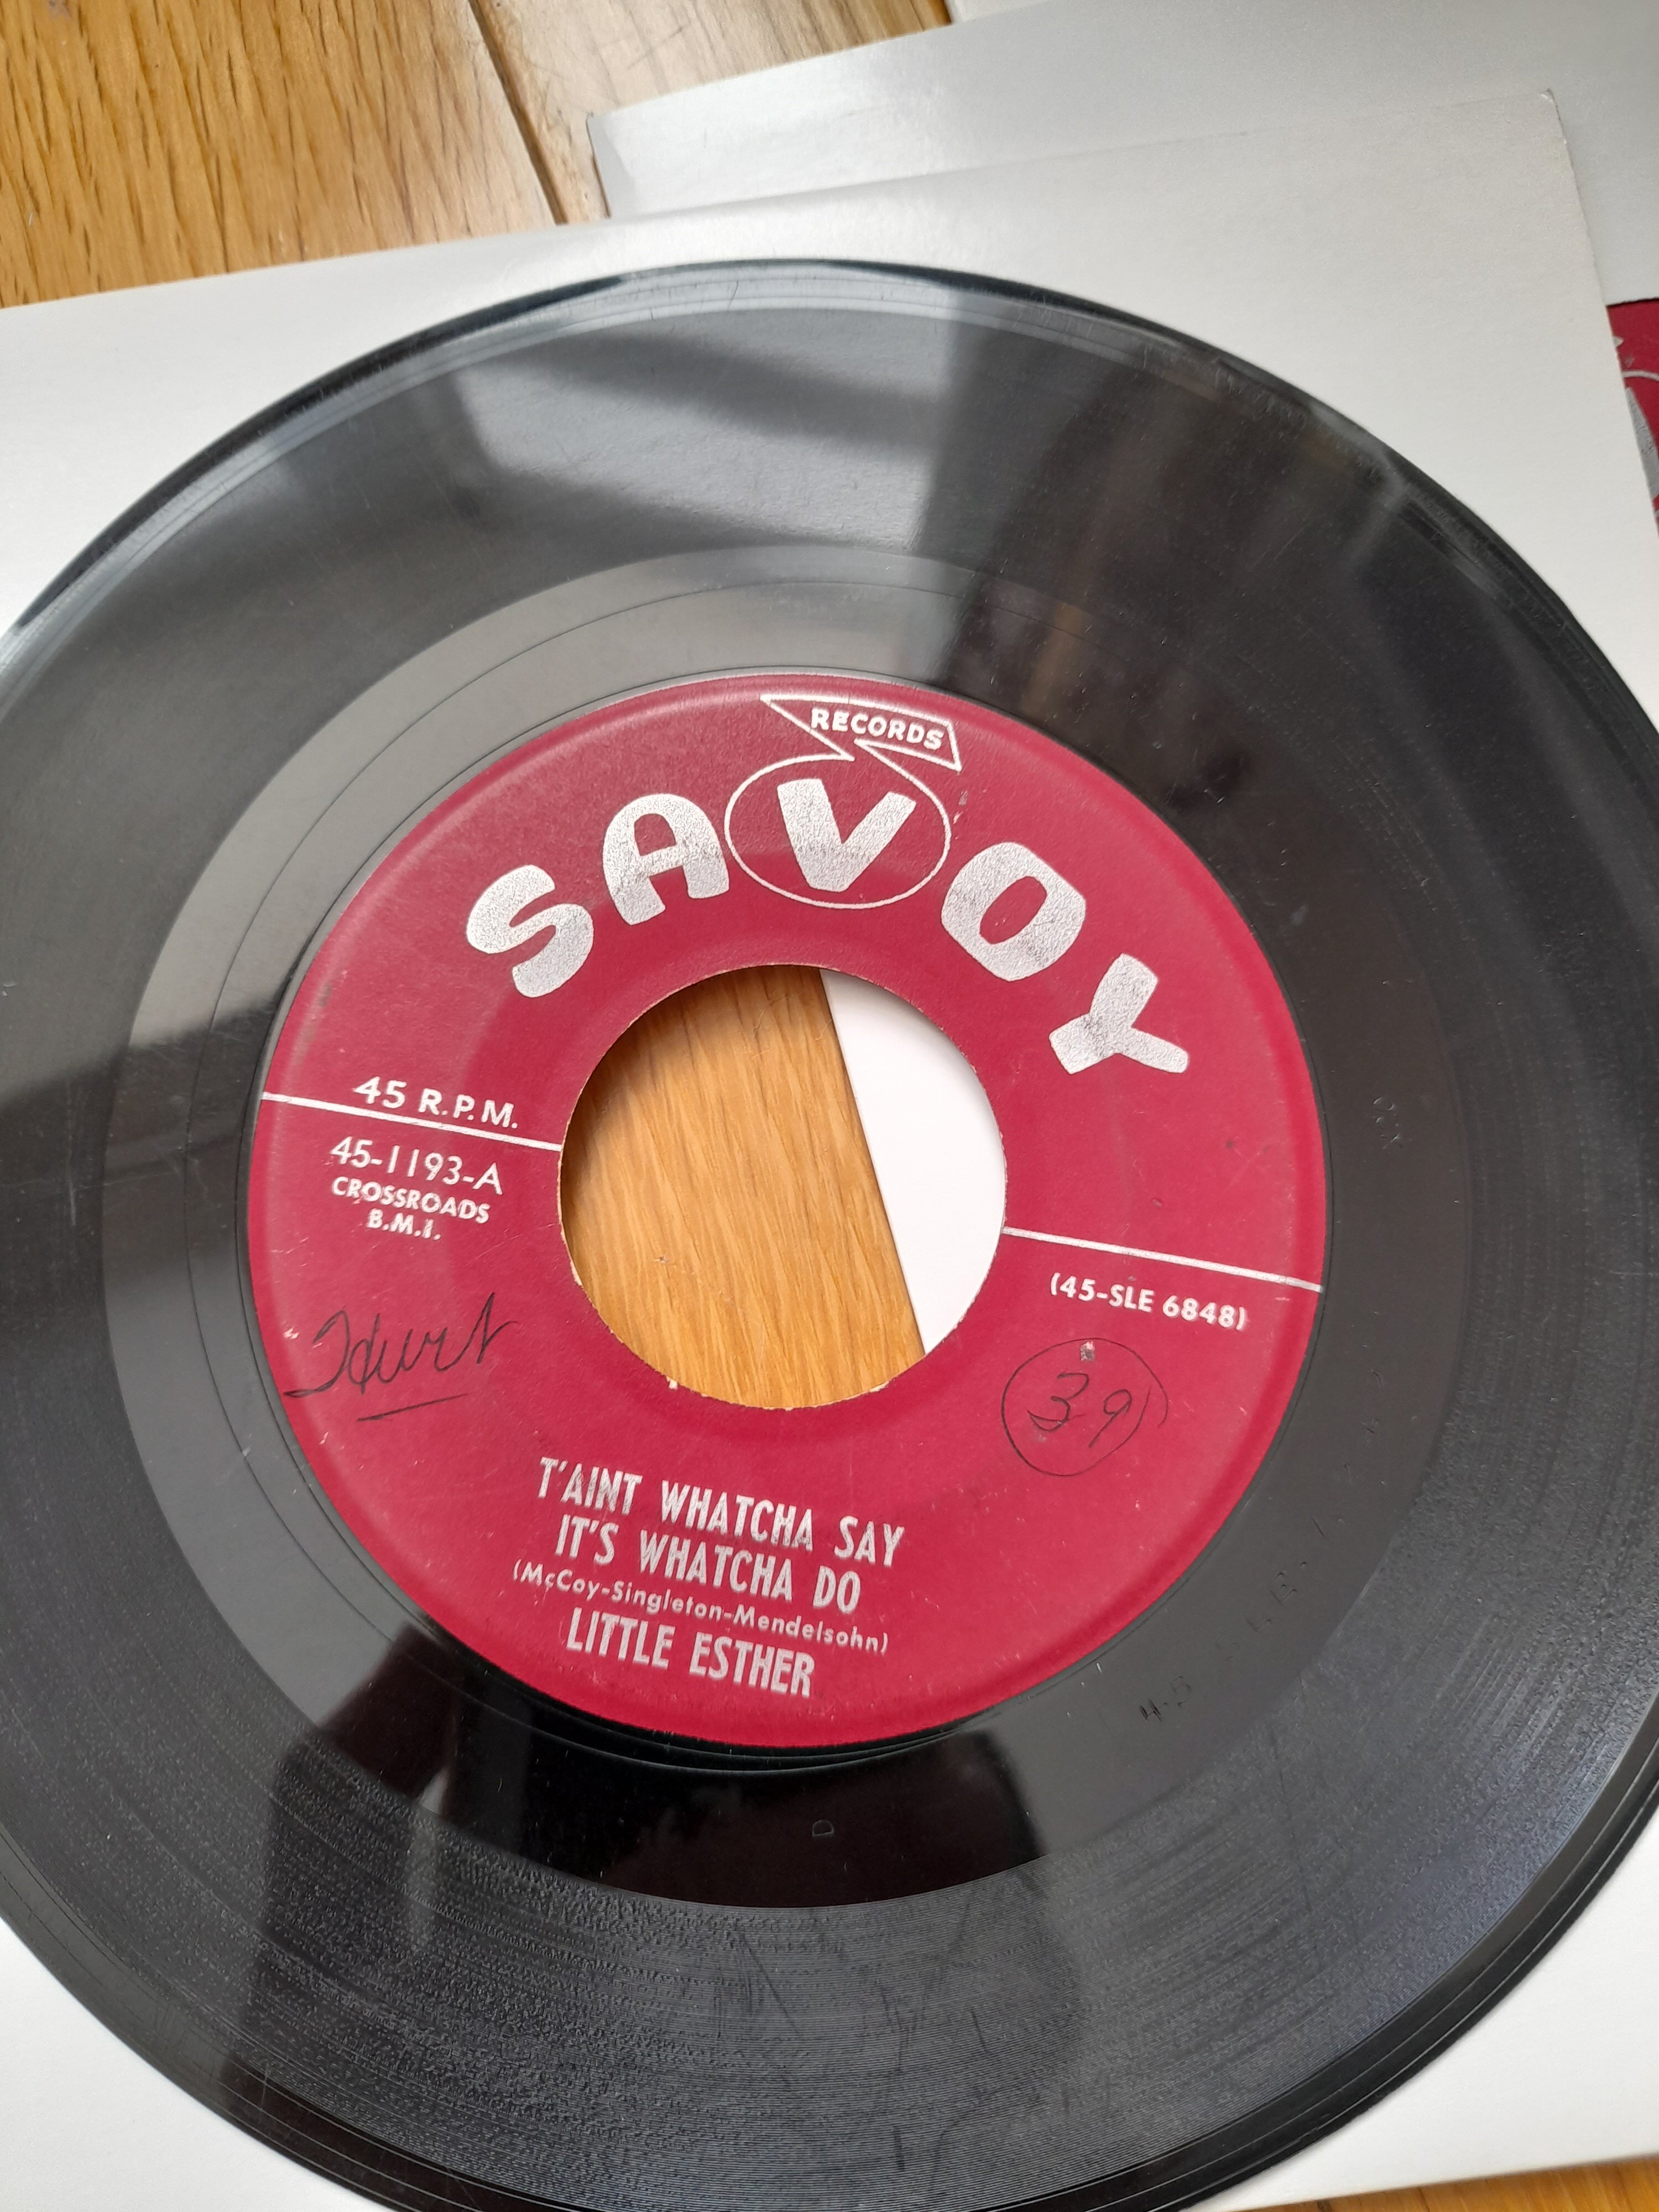 RECORDS
SAVOY
45 R.P.M.
45-1193-A
CROSSROADS
B.M.I.
(45-SLE 6848)
Hurt
39
T'AINT WHATCHA SAY
IT'S WHATCHA DO
(McCoy-Singleton-Mendelsohn)
LITTLE ESTHER
D